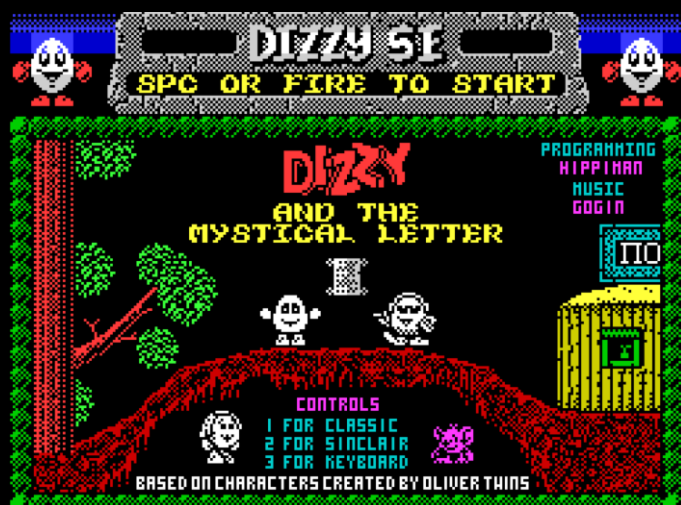 DIZZY SE
SPC OR FIRE TO START
DIZZY
AND THE
MYSTICAL LETTER
PROGRAMMING
HIPPIMAN
MUSIC
GOGIN
ПО
CONTROLS
1 FOR CLASSIC
2 FOR SINCLAIR
3 FOR KEYBOARD
BASED ON CHARACTERS CREATED BY OLIVER TWINS